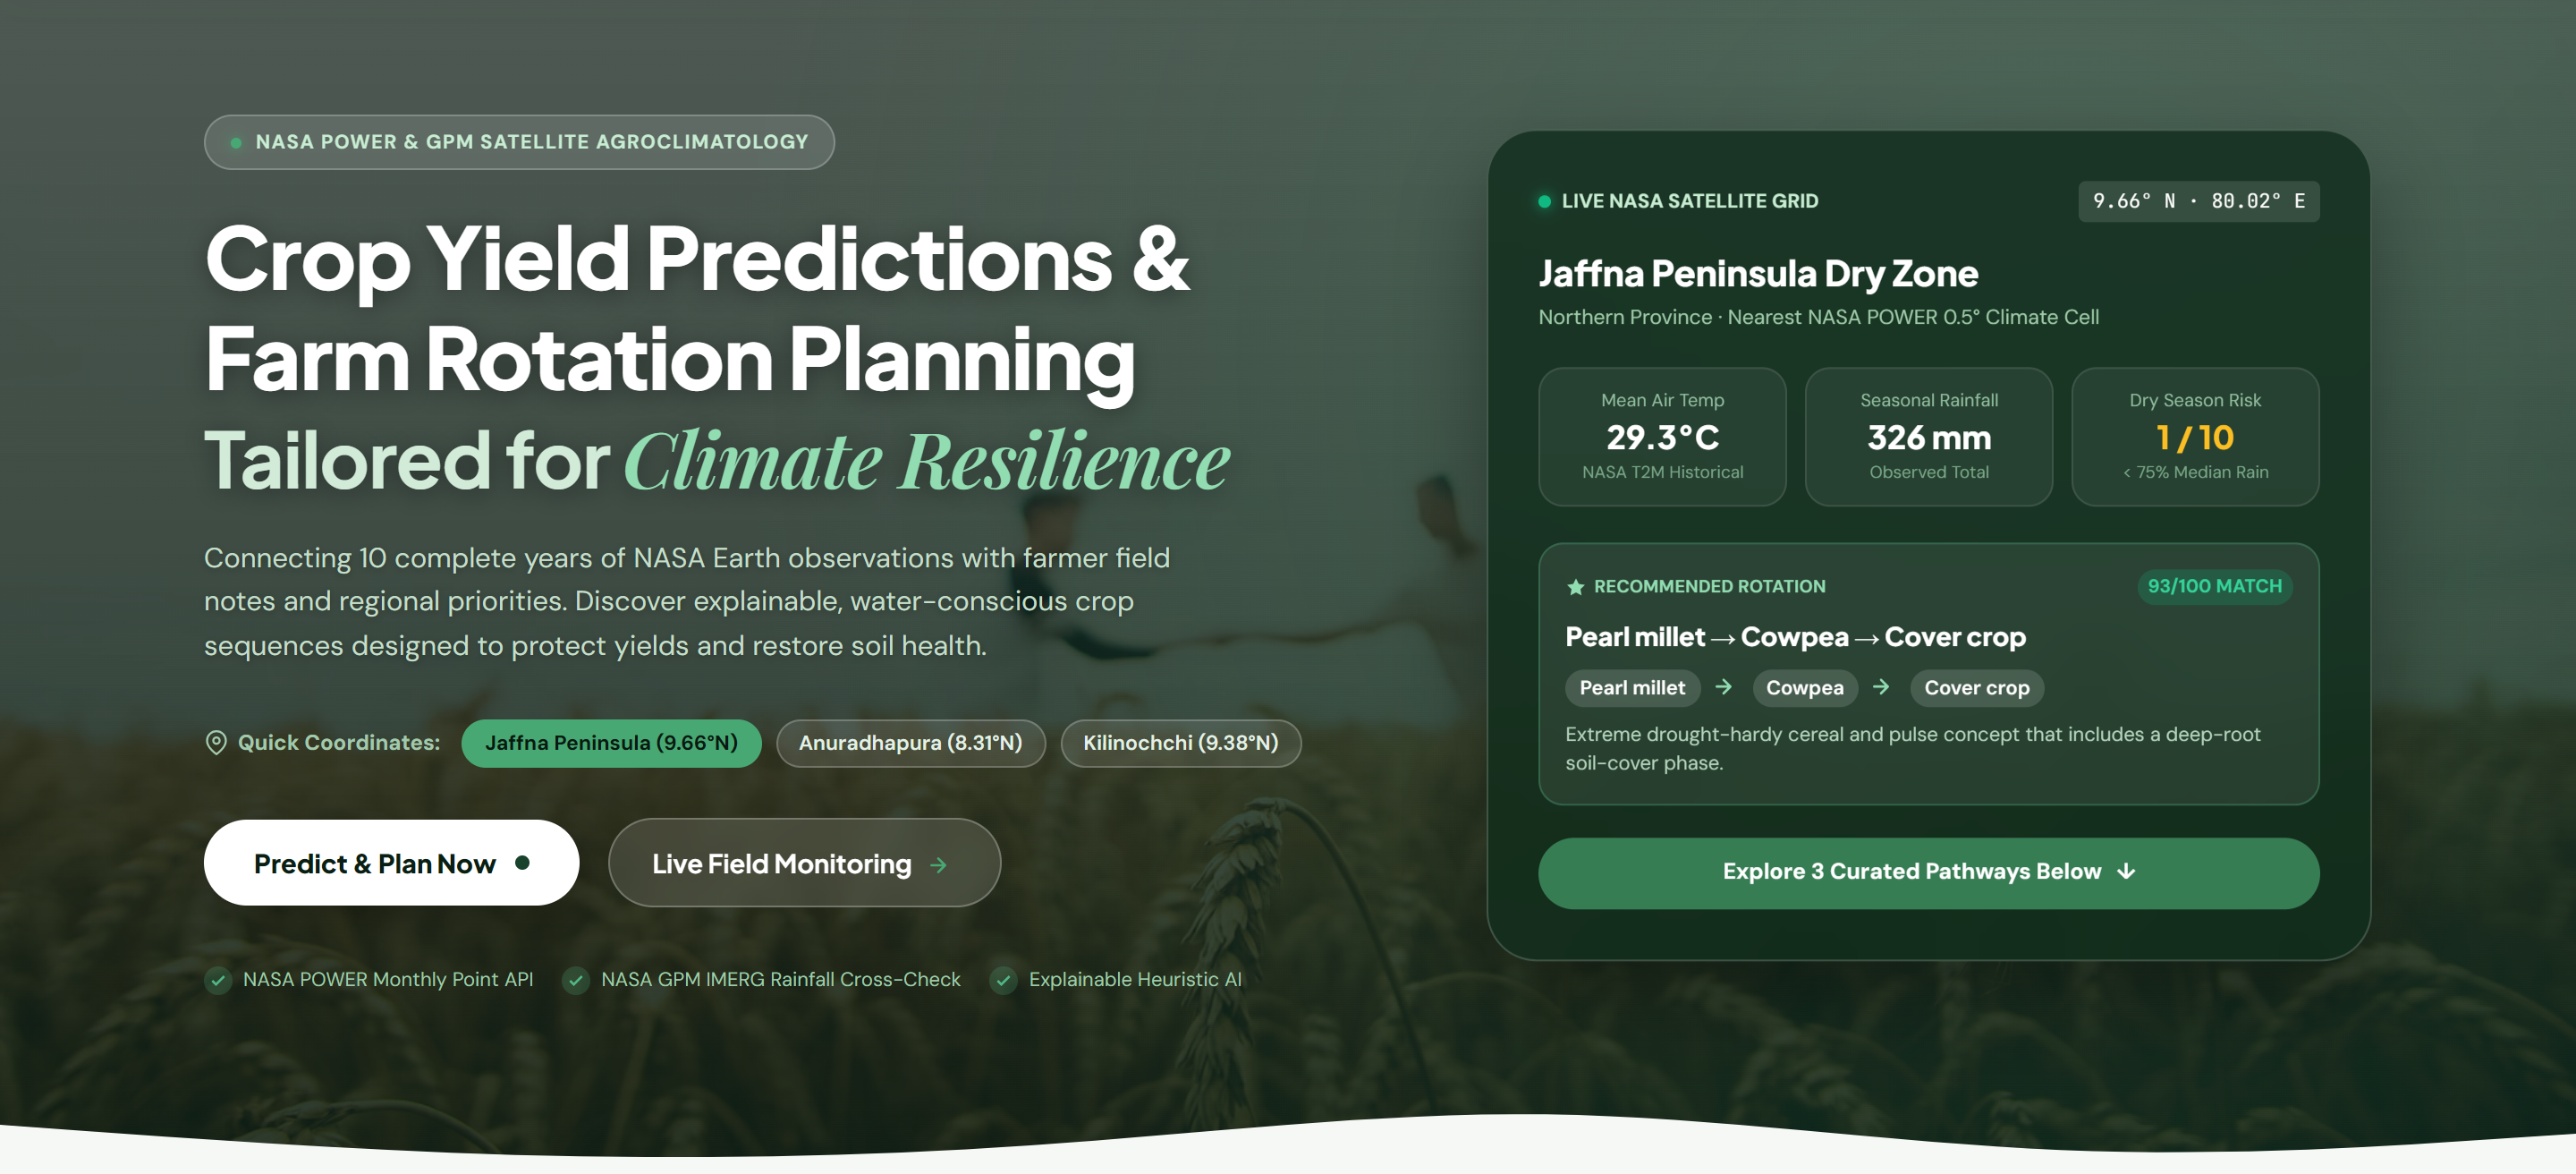 NASA POWER & GPM SATELLITE AGROCLIMATOLOGY
Crop Yield Predictions &
Farm Rotation Planning
Tailored for Climate Resilience
Connecting 10 complete years of NASA Earth observations with farmer field
notes and regional priorities. Discover explainable, water-conscious crop
sequences designed to protect yields and restore soil health.
Quick Coordinates: Jaffna Peninsula (9.66°N) Anuradhapura (8.31°N) Kilinochchi (9.38°N)
Predict & Plan Now Live Field Monitoring →
NASA POWER Monthly Point API NASA GPM IMERG Rainfall Cross-Check Explainable Heuristic AI
LIVE NASA SATELLITE GRID 9.66° N · 80.02° E
Jaffna Peninsula Dry Zone
Northern Province · Nearest NASA POWER 0.5° Climate Cell
Mean Air Temp
29.3°C
NASA T2M Historical
Seasonal Rainfall
326 mm
Observed Total
Dry Season Risk
1 / 10
< 75% Median Rain
★ RECOMMENDED ROTATION 93/100 MATCH
Pearl millet → Cowpea → Cover crop
Pearl millet → Cowpea → Cover crop
Extreme drought-hardy cereal and pulse concept that includes a deep-root
soil-cover phase.
Explore 3 Curated Pathways Below ↓